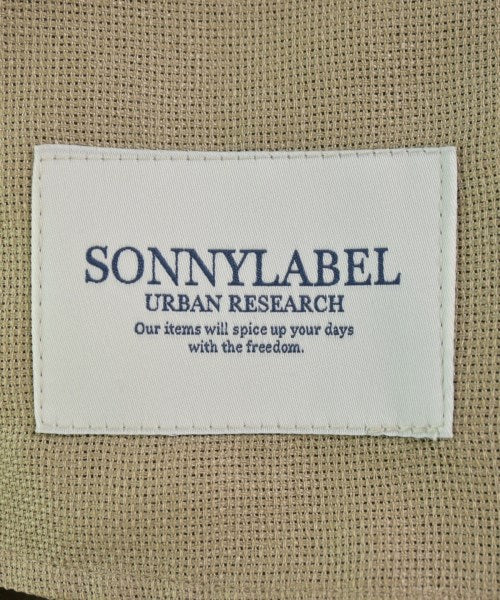 SONNYLABEL
URBAN RESEARCH
Our items will spice up your days
with the freedom.